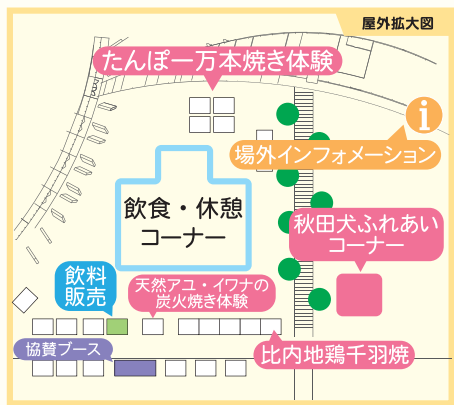 屋外拡大図
たんぽ一万本焼き体験
i
場外インフォメーション
飲食・休憩
コーナー
秋田犬ふれあい
コーナー
飲料
販売
天然アユ・イワナの
炭火焼き体験
協賛ブース
比内地鶏千羽焼